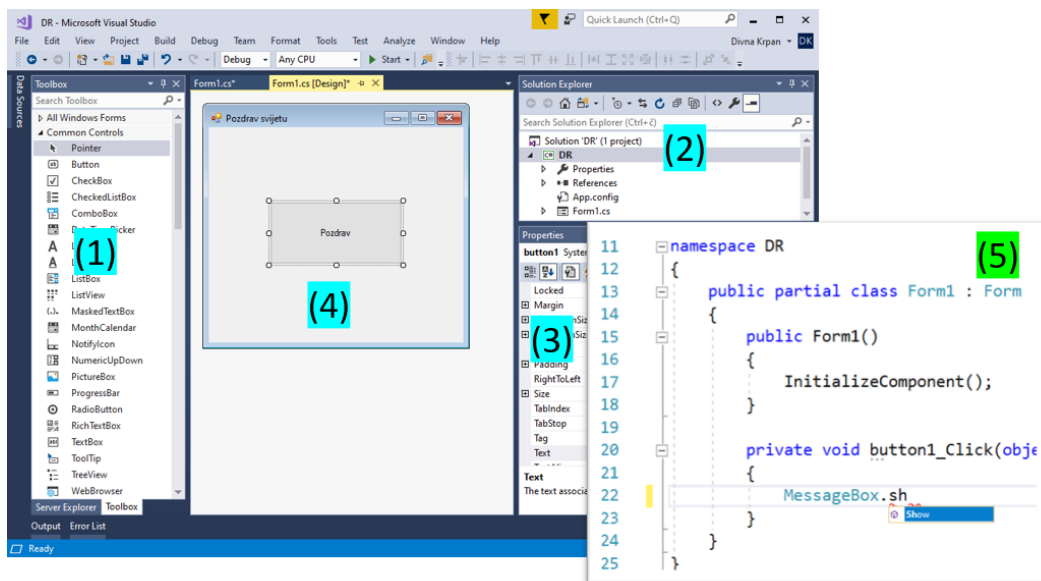 DR - Microsoft Visual Studio
Quick Launch (Ctrl+Q)
File Edit View Project Build Debug Team Format Tools Test Analyze Window Help
Divna Krpan DK
Debug Any CPU Start
Data Sources
Toolbox
Search Toolbox
All Windows Forms
Common Controls
Pointer
Button
CheckBox
CheckedListBox
ComboBox
(1)
ListBox
ListView
MaskedTextBox
MonthCalendar
NotifyIcon
NumericUpDown
PictureBox
ProgressBar
RadioButton
RichTextBox
TextBox
ToolTip
TreeView
WebBrowser
Server Explorer Toolbox
Output Error List
Ready
Form1.cs* Form1.cs [Design]*
Pozdrav svijetu
Pozdrav
(4)
Solution Explorer
Search Solution Explorer (Ctrl+č)
Solution 'DR' (1 project)
(2)
DR
Properties
References
App.config
Form1.cs
Properties
button1 Syste
Locked
Margin
(3)
Padding
RightToLeft
Size
TabIndex
TabStop
Tag
Text
Text
The text associa
(5)
11 namespace DR
12 {
13 public partial class Form1 : Form
14 {
15 public Form1()
16 {
17 InitializeComponent();
18 }
19
20 private void button1_Click(obje
21 {
22 MessageBox.sh
Show
23 }
24 }
25 }